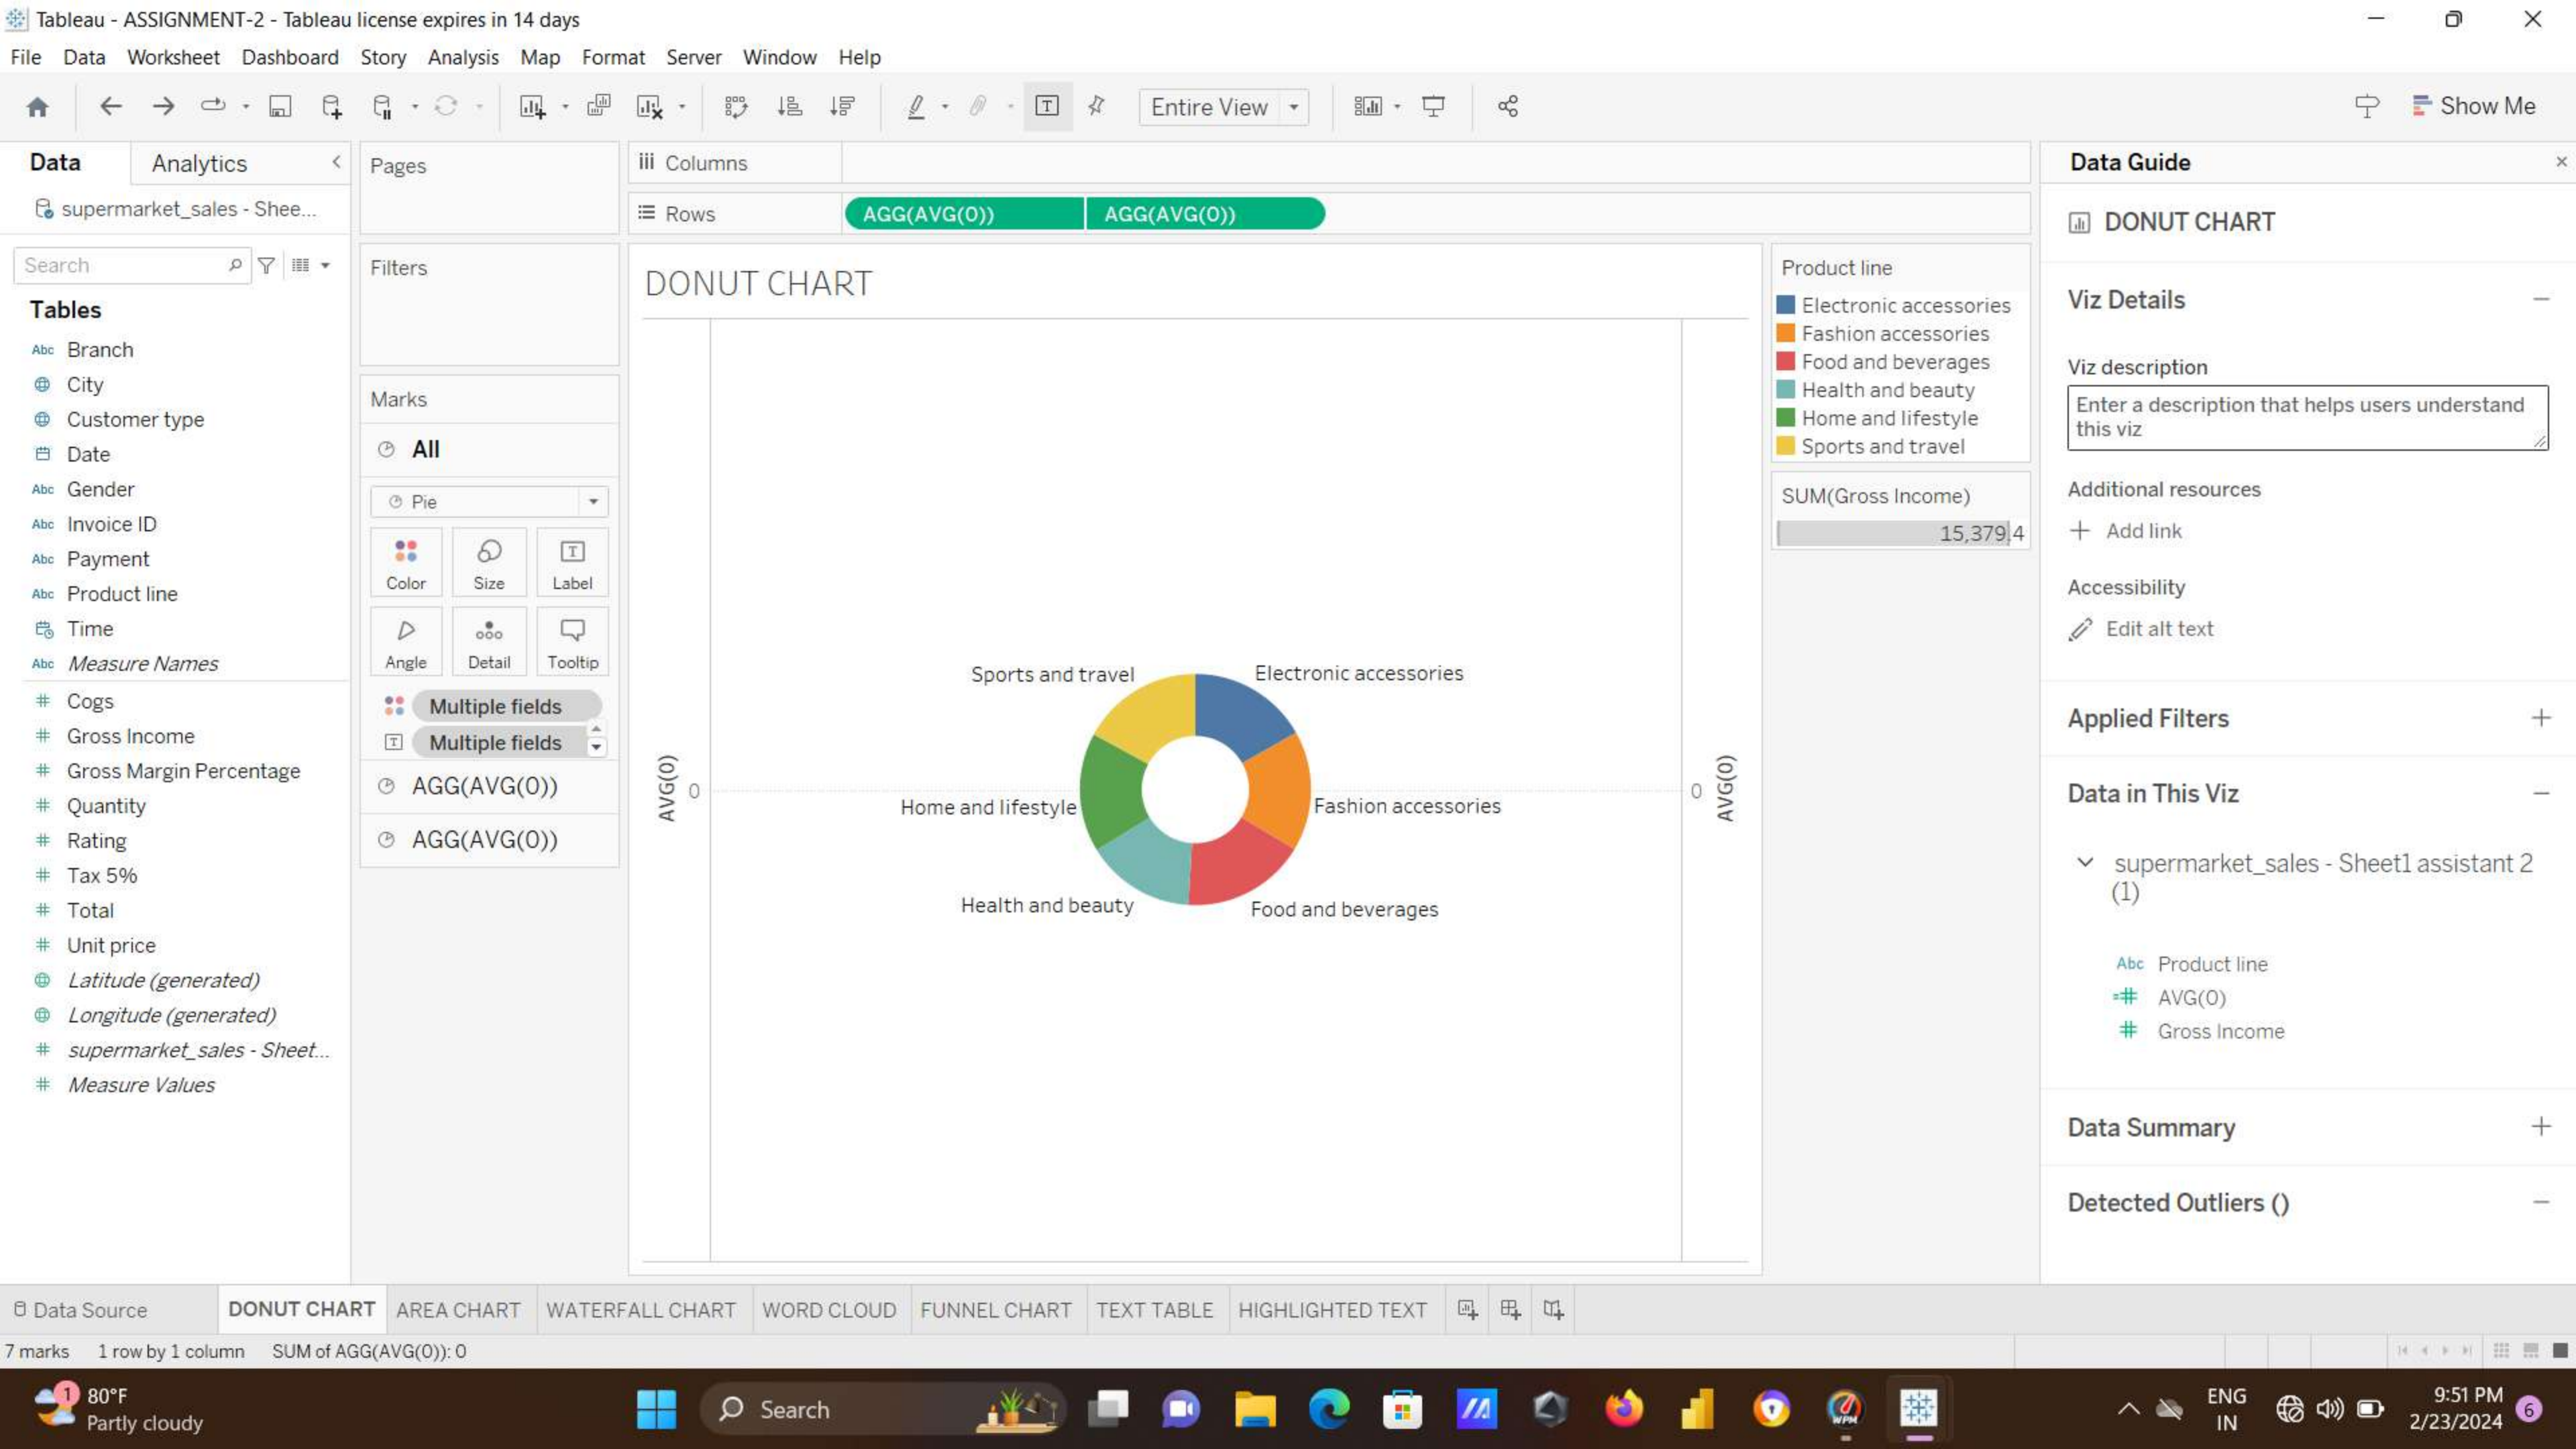 Tableau - ASSIGNMENT-2 - Tableau license expires in 14 days
File Data Worksheet Dashboard Story Analysis Map Format Server Window Help
Entire View
Show Me
Data
Analytics
supermarket_sales - Shee...
Search
Tables
Abc Branch
City
Customer type
Date
Abc Gender
Abc Invoice ID
Abc Payment
Abc Product line
Time
Abc Measure Names
# Cogs
# Gross Income
# Gross Margin Percentage
# Quantity
# Rating
# Tax 5%
# Total
# Unit price
Latitude (generated)
Longitude (generated)
# supermarket_sales - Sheet...
# Measure Values
Pages
Filters
Marks
All
Pie
Color Size Label
Angle Detail Tooltip
Multiple fields
Multiple fields
AGG(AVG(0))
AGG(AVG(0))
Columns
Rows
AGG(AVG(0)) AGG(AVG(0))
DONUT CHART
Sports and travel
Electronic accessories
Home and lifestyle
Fashion accessories
Health and beauty
Food and beverages
AVG(0)
0
0
AVG(0)
Product line
Electronic accessories
Fashion accessories
Food and beverages
Health and beauty
Home and lifestyle
Sports and travel
SUM(Gross Income)
15,379.4
Data Guide
DONUT CHART
Viz Details
Viz description
Enter a description that helps users understand
this viz
Additional resources
Add link
Accessibility
Edit alt text
Applied Filters
Data in This Viz
supermarket_sales - Sheet1 assistant 2
(1)
Abc Product line
=# AVG(0)
# Gross Income
Data Summary
Detected Outliers ()
Data Source DONUT CHART AREA CHART WATERFALL CHART WORD CLOUD FUNNEL CHART TEXT TABLE HIGHLIGHTED TEXT
7 marks 1 row by 1 column SUM of AGG(AVG(0)): 0
1
80°F
Partly cloudy
Search
WPM
ENG
IN
9:51 PM
2/23/2024
6